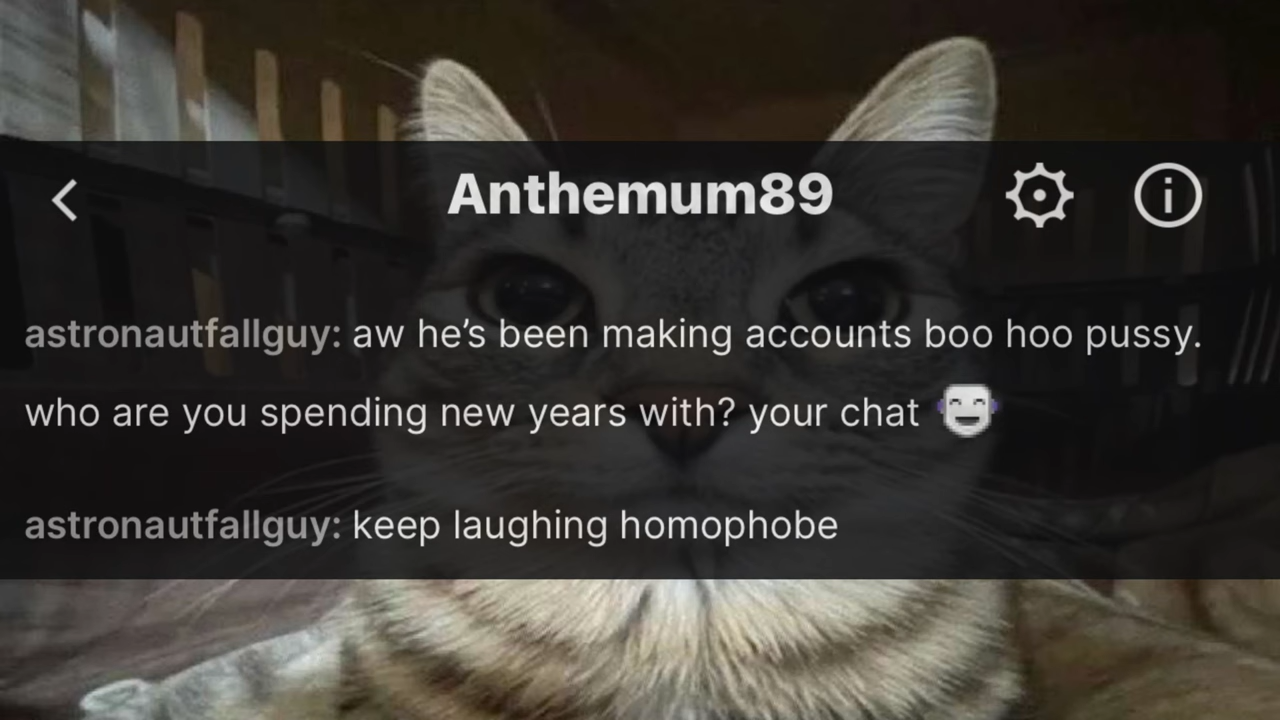 Anthemum89
astronautfallguy: aw he’s been making accounts boo hoo pussy.
who are you spending new years with? your chat
astronautfallguy: keep laughing homophobe